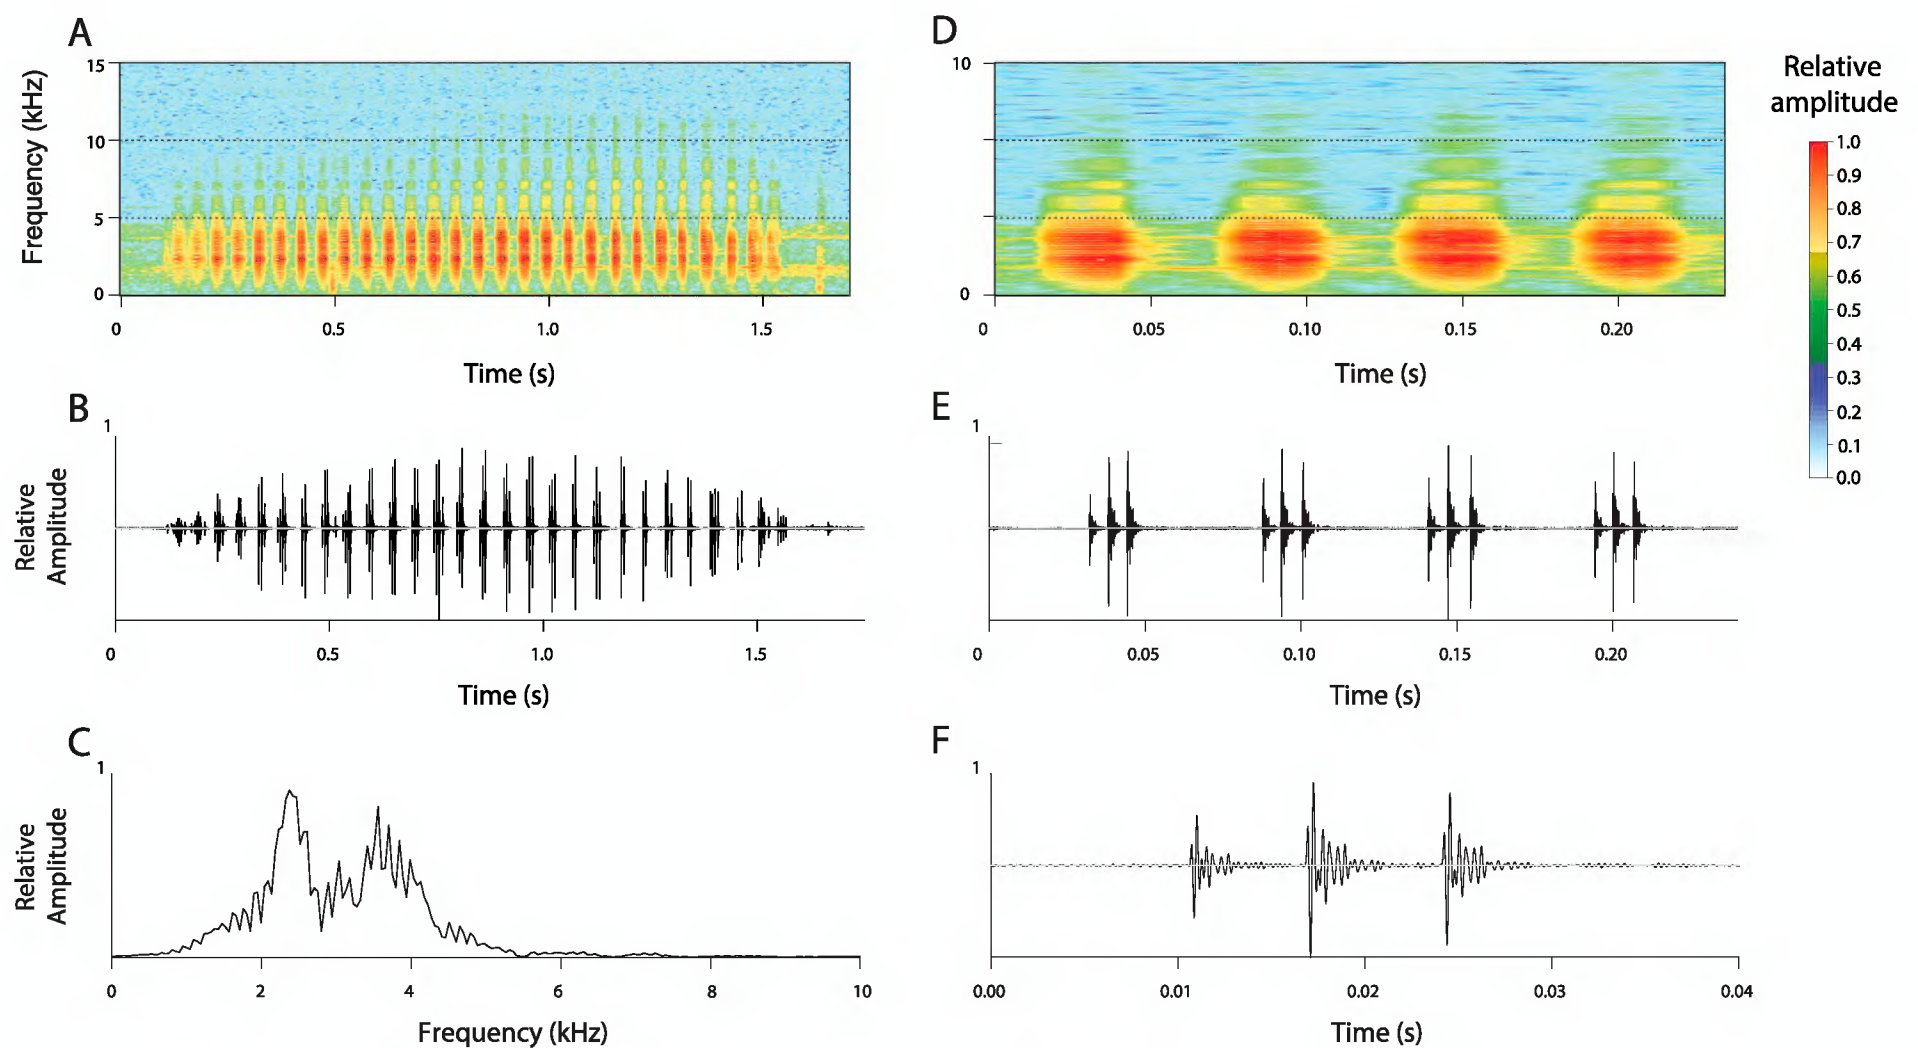 A
Frequency (kHz)
15
10
5
0
0 0.5 1.0 1.5
Time (s)
D
10
0
0 0.05 0.10 0.15 0.20
Time (s)
Relative
amplitude
1.0
0.9
0.8
0.7
0.6
0.5
0.4
0.3
0.2
0.1
0.0
B
Relative
Amplitude
1
0 0.5 1.0 1.5
Time (s)
E
1
0 0.05 0.10 0.15 0.20
Time (s)
C
Relative
Amplitude
1
0 2 4 6 8 10
Frequency (kHz)
F
1
0.00 0.01 0.02 0.03 0.04
Time (s)